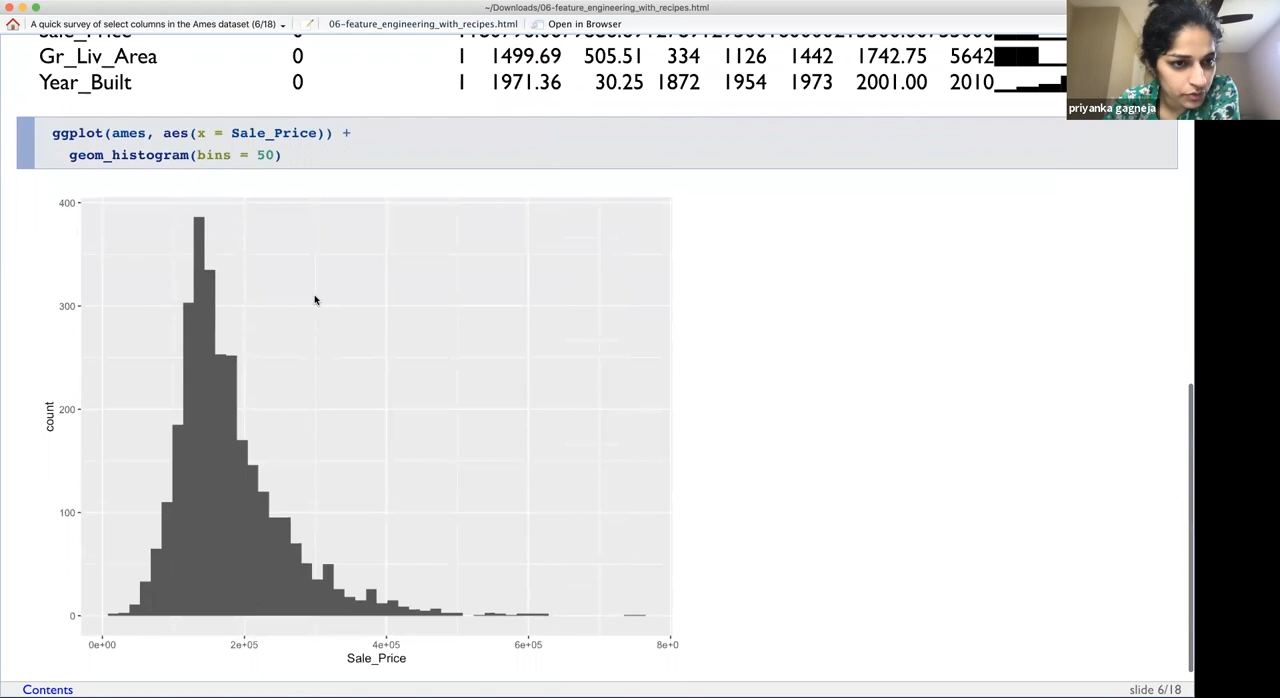 ~/Downloads/06-feature_engineering_with_recipes.html
A quick survey of select columns in the Ames dataset (6/18) 06-feature_engineering_with_recipes.html Open in Browser
Gr_Liv_Area 0 1 1499.69 505.51 334 1126 1442 1742.75 5642
Year_Built 0 1 1971.36 30.25 1872 1954 1973 2001.00 2010
priyanka gagneja
ggplot(ames, aes(x = Sale_Price)) +
geom_histogram(bins = 50)
400
300
200
100
0
count
0e+00 2e+05 4e+05 6e+05 8e+0
Sale_Price
Contents
slide 6/18